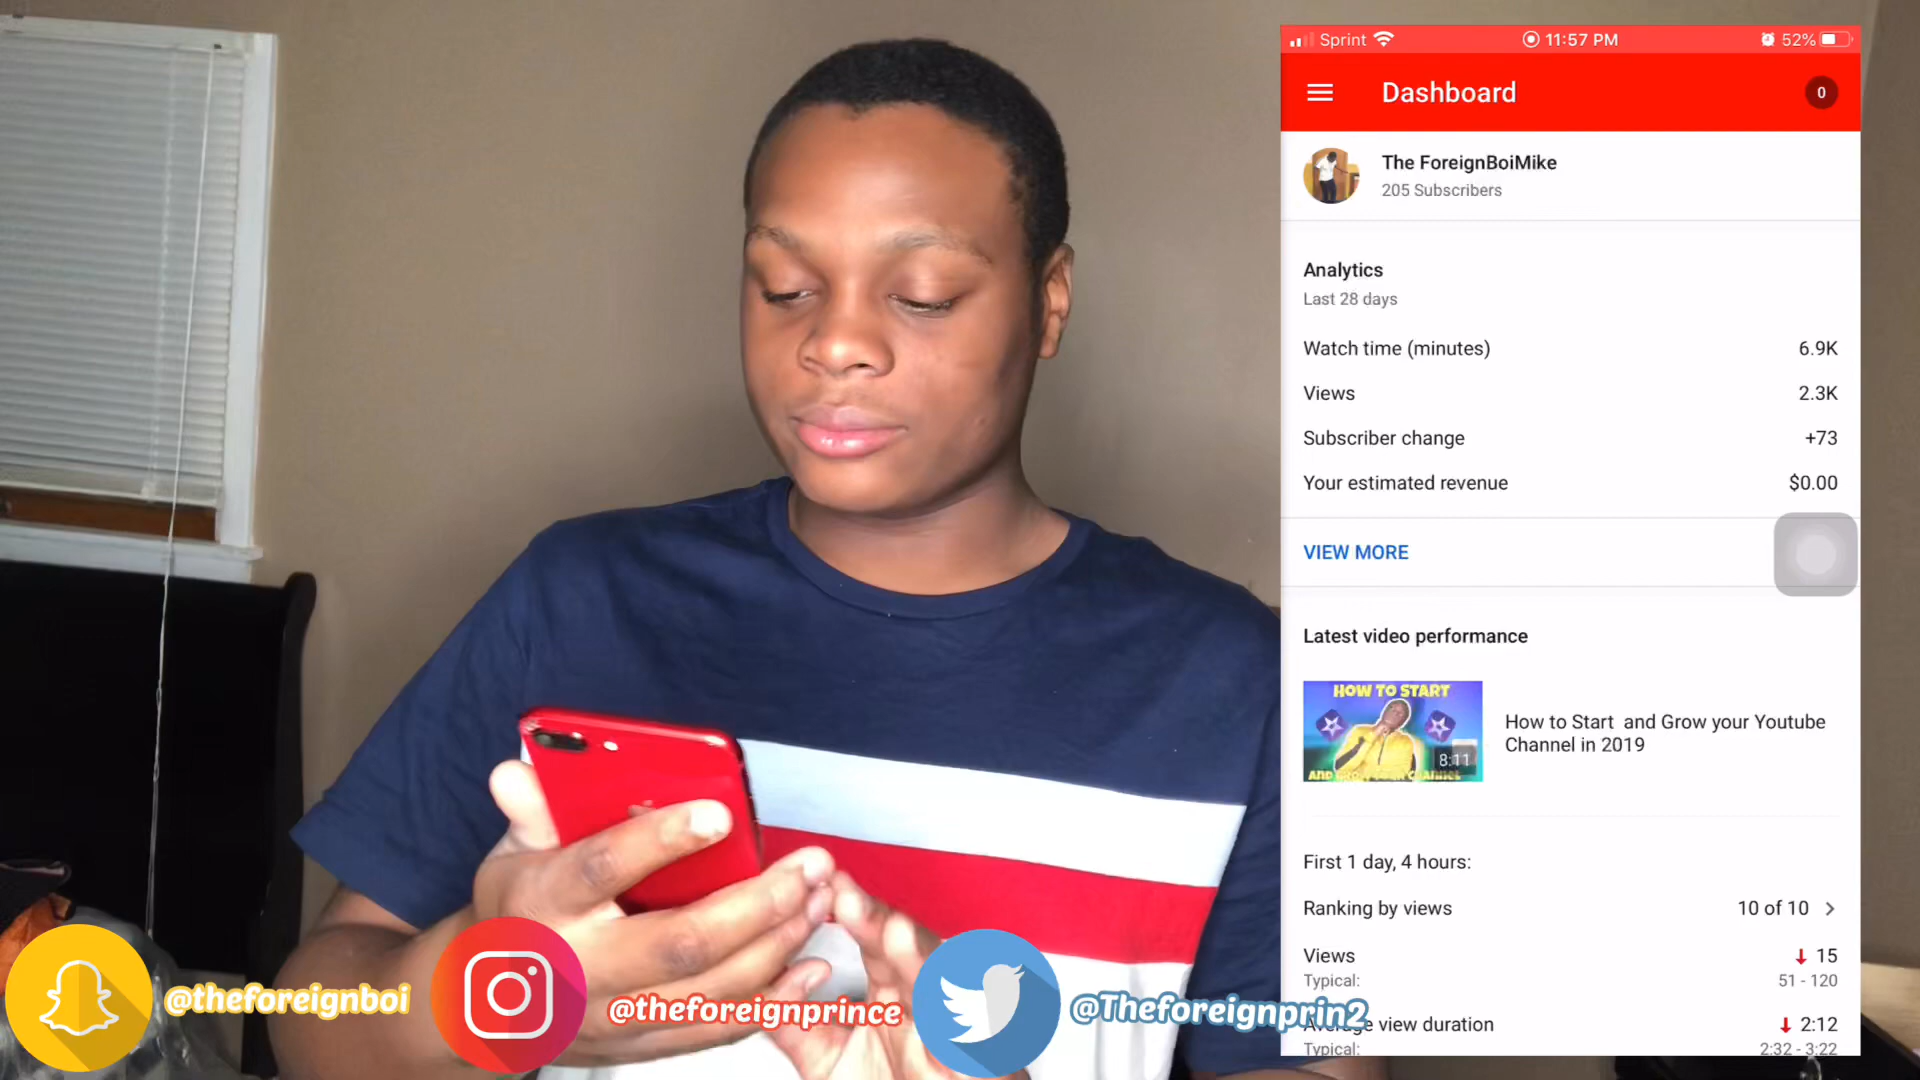 Sprint 11:57 PM 52%
Dashboard 0
The ForeignBoiMike
205 Subscribers
Analytics
Last 28 days
Watch time (minutes) 6.9K
Views 2.3K
Subscriber change +73
Your estimated revenue $0.00
VIEW MORE
Latest video performance
HOW TO START
8:11
How to Start and Grow your Youtube
Channel in 2019
First 1 day, 4 hours:
Ranking by views 10 of 10
Views 15
Typical: 51 - 120
view duration 2:12
Typical: 2:32 - 3:22
@theforeignboi
@theforeignprince
@Theforeignprin2